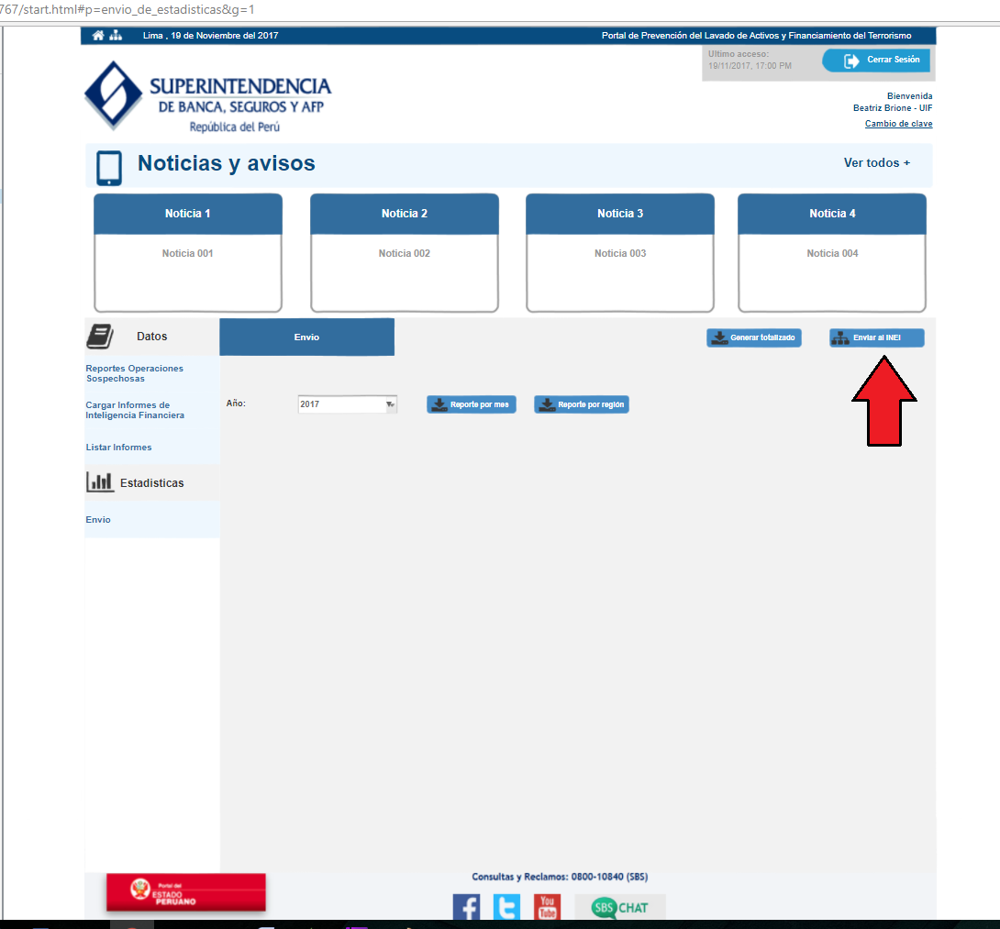 767/start.html#p=envio_de_estadisticas&g=1
Lima , 19 de Noviembre del 2017
Portal de Prevención del Lavado de Activos y Financiamiento del Terrorismo
Ultimo acceso:
19/11/2017, 17:00 PM
Cerrar Sesión
SUPERINTENDENCIA
DE BANCA, SEGUROS Y AFP
República del Perú
Bienvenida
Beatriz Brione - UIF
Cambio de clave
Noticias y avisos
Ver todos +
Noticia 1
Noticia 2
Noticia 3
Noticia 4
Noticia 001
Noticia 002
Noticia 003
Noticia 004
Datos
Envio
Generar totalizado
Enviar al INEI
Reportes Operaciones
Sospechosas
Cargar Informes de
Inteligencia Financiera
Año:
2017
Reporte por mes
Reporte por región
Listar Informes
Estadisticas
Envio
Consultas y Reclamos: 0800-10840 (SBS)
Portal del
ESTADO
PERUANO
You
Tube
SBS CHAT